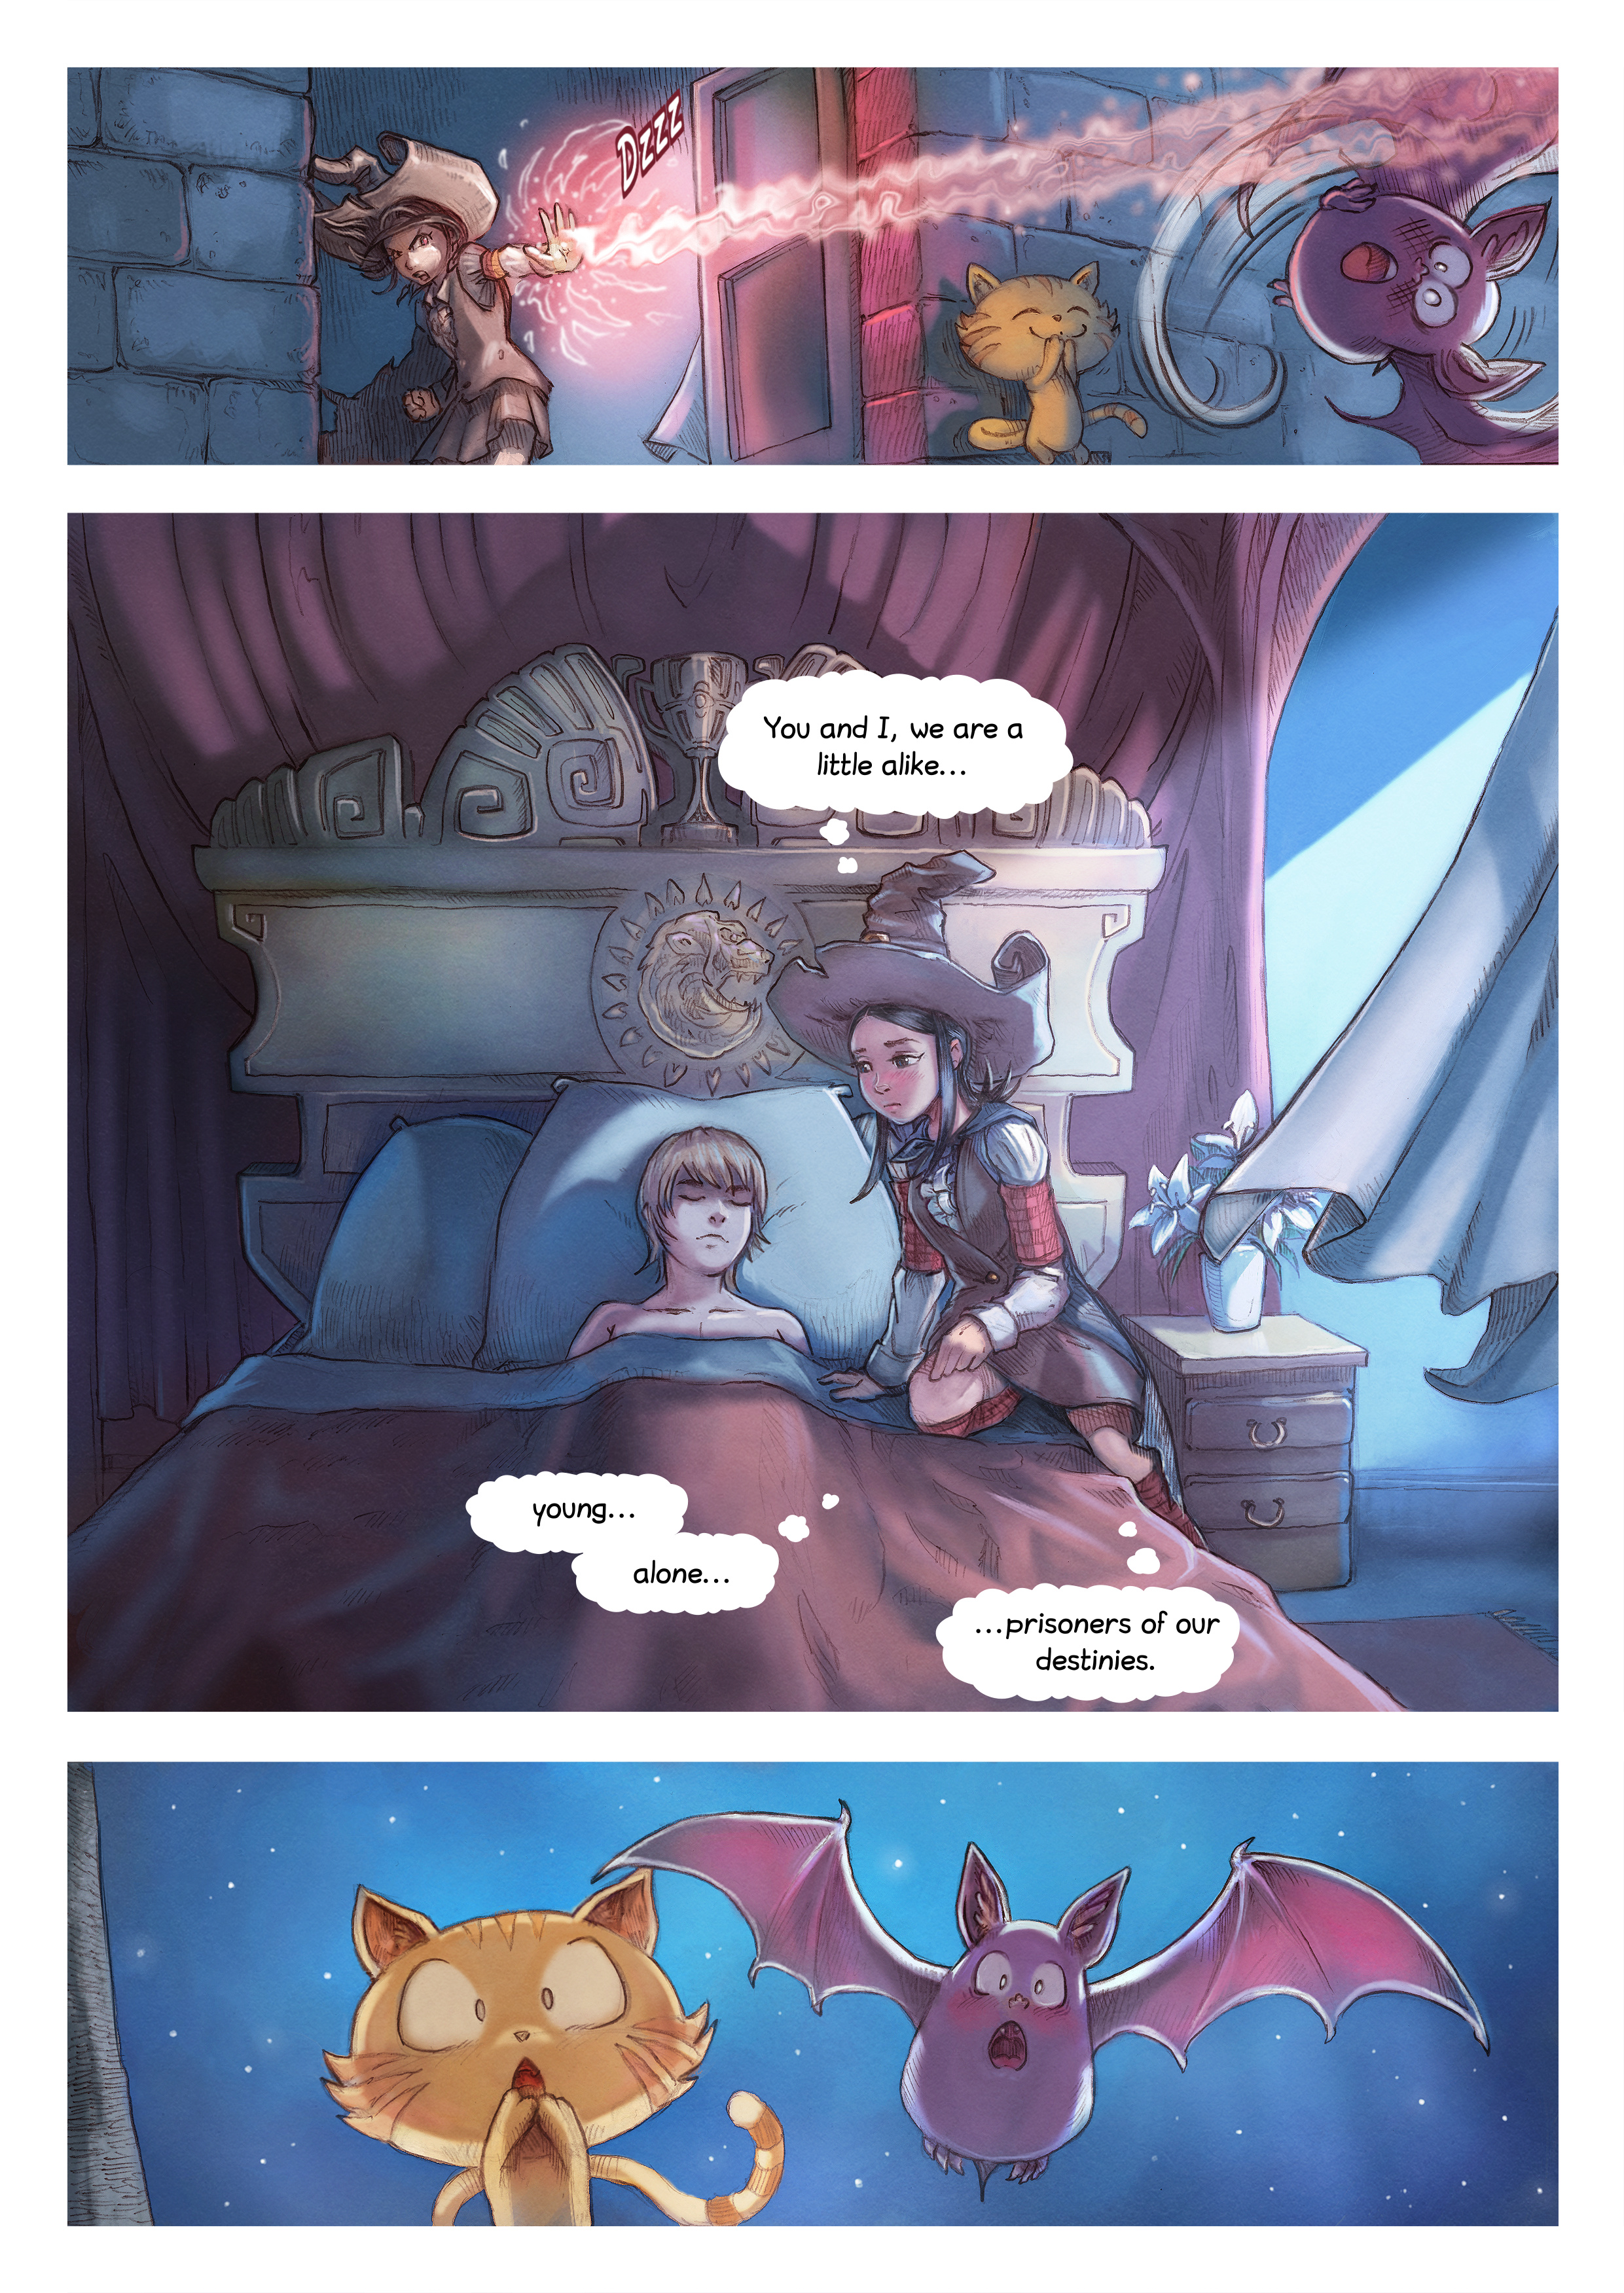 Dzzz
You and I, we are a
little alike...
young...
alone...
...prisoners of our
destinies.